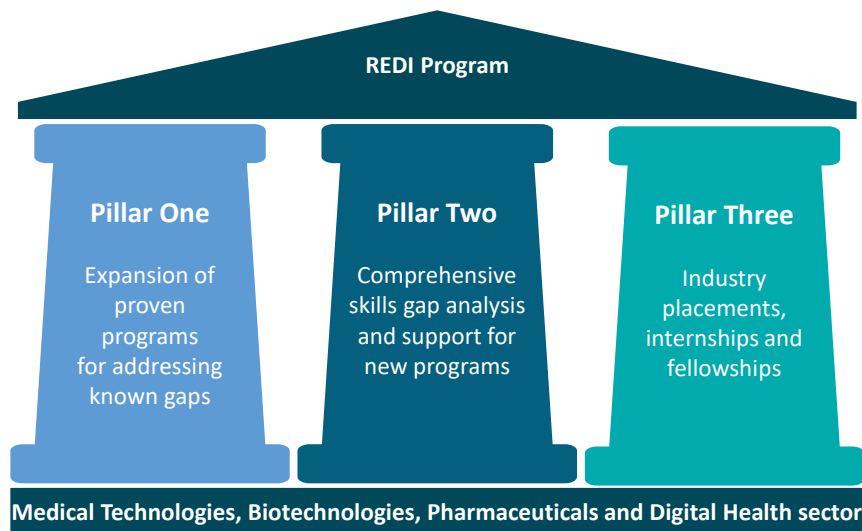 REDI Program
Pillar One
Expansion of
proven
programs
for addressing
known gaps
Pillar Two
Comprehensive
skills gap analysis
and support for
new programs
Pillar Three
Industry
placements,
internships and
fellowships
Medical Technologies, Biotechnologies, Pharmaceuticals and Digital Health sector